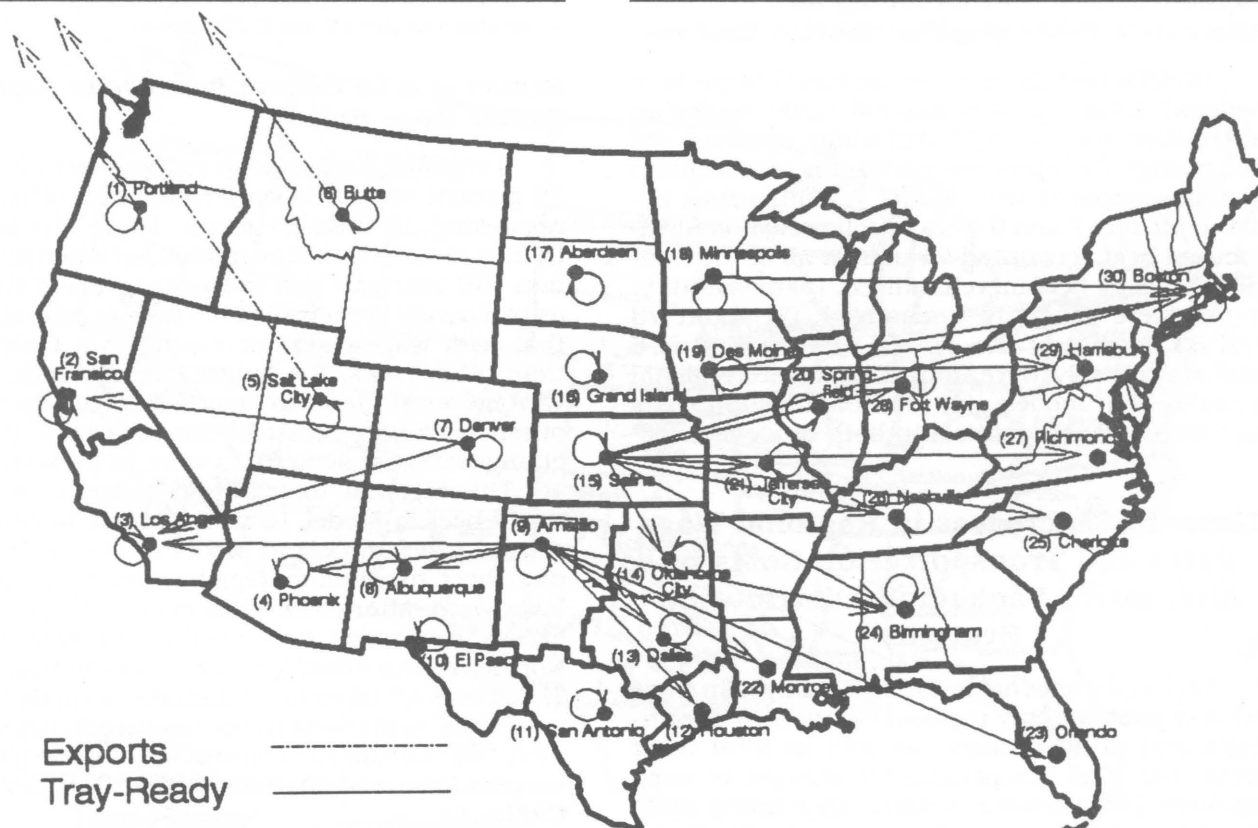 (1) Portland
(6) Butte
(17) Aberdeen
(18) Minneapolis
(30) Boston
(2) San
Fransico
(5) Salt Lake
City
(19) Des Moines
(29) Harrisburg
(20) Spring-
field
(16) Grand Island
(28) Fort Wayne
(7) Denver
(27) Richmond
(15) Salina
(21) Jefferson
City
(26) Nashville
(3) Los Angels
(9) Amarillo
(25) Charlotte
(14) Oklahoma
City
(4) Phoenix
(8) Albuquerque
(24) Birmingham
(10) El Paso
(13) Dallas
(22) Monroe
(11) San Antonio
(12) Houston
(23) Orlando
Exports
Tray-Ready